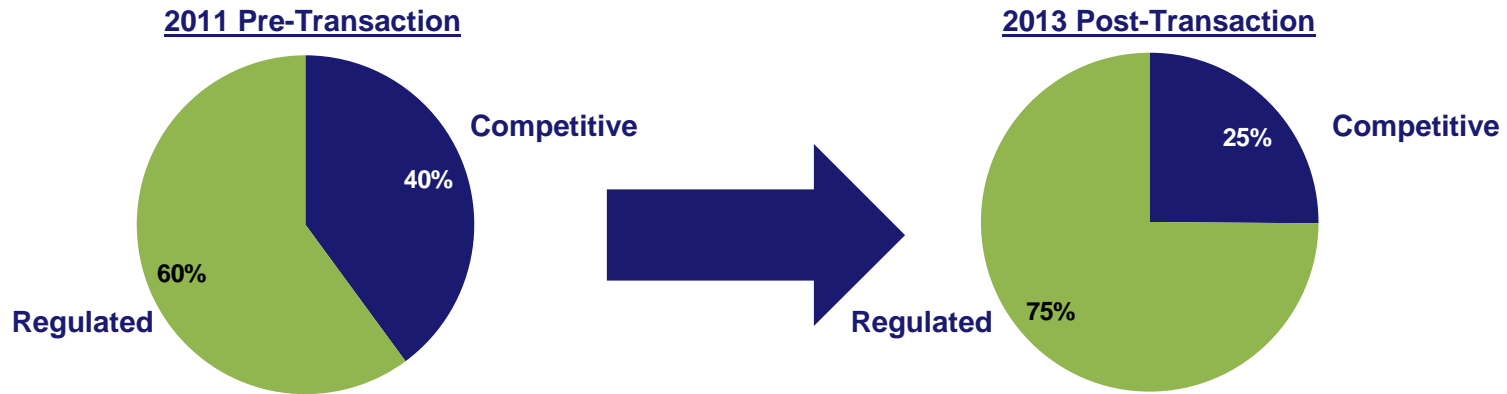 2011 Pre-Transaction
Competitive
40%
60%
Regulated
2013 Post-Transaction
25%
Competitive
75%
Regulated